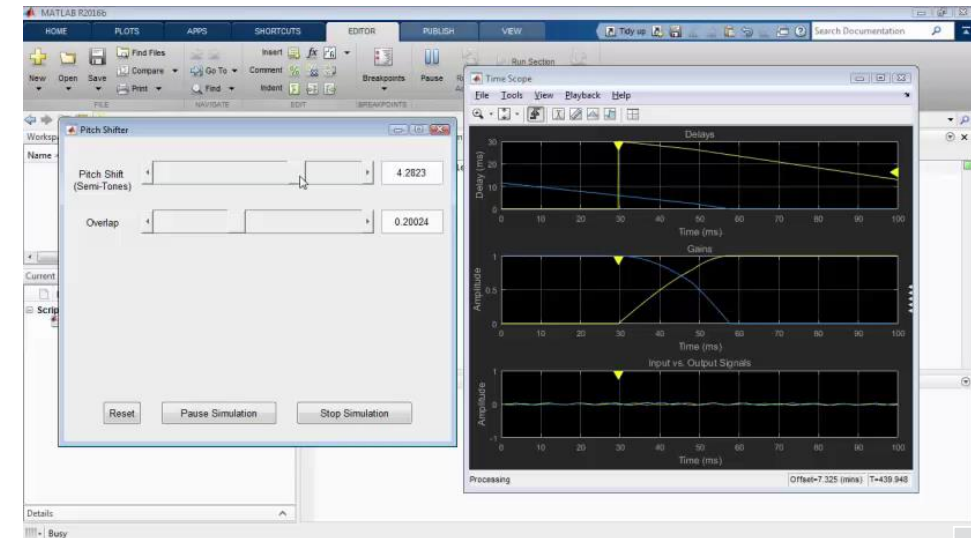 MATLAB R2016b
HOME PLOTS APPS SHORTCUTS EDITOR PUBLISH VIEW Tidy up Search Documentation
Find Files Insert fx Run Section
Compare Go To Comment
New Open Save Print Find Indent Breakpoints Pause
FILE NAVIGATE EDIT BREAKPOINTS
Time Scope
File Tools View Playback Help
Worksp
Name
Pitch Shifter
Pitch Shift
(Semi-Tones)
4.2823
Overlap 0.20024
Reset Pause Simulation Stop Simulation
Current
Scrip
Delays
Delay (ms)
30
20
10
0
0 10 20 30 40 50 60 70 80 90 100
Time (ms)
Gains
Amplitude
1
0.5
0
0 10 20 30 40 50 60 70 80 90 100
Time (ms)
Input vs. Output Signals
Amplitude
1
0
-1
0 10 20 30 40 50 60 70 80 90 100
Time (ms)
Processing Offset=7.325 (mins) T=439.948
Details
Busy